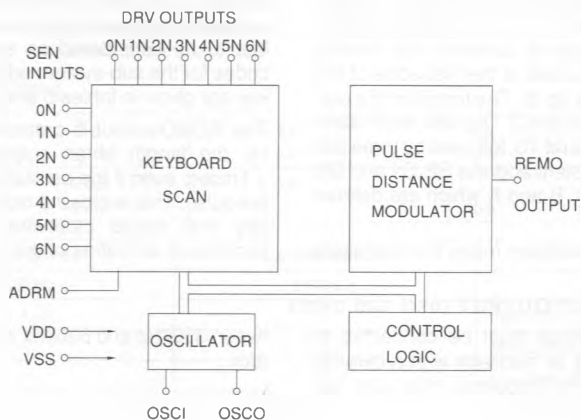 DRV OUTPUTS
0N 1N 2N 3N 4N 5N 6N
SEN
INPUTS
0N
1N
2N
3N
4N
5N
6N
KEYBOARD
SCAN
PULSE
DISTANCE
MODULATOR
REMO
OUTPUT
ADRM
VDD
VSS
OSCILLATOR
CONTROL
LOGIC
OSCI OSCO